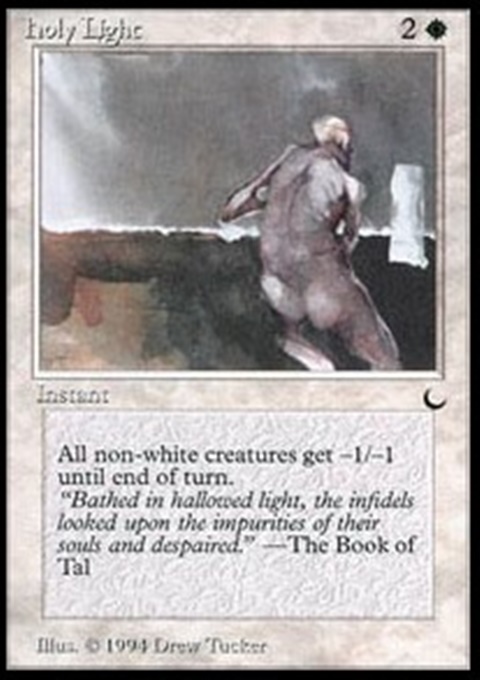 Holy Light 2
Instant
All non-white creatures get –1/–1
until end of turn.
"Bathed in hallowed light, the infidels
looked upon the impurities of their
souls and despaired." —The Book of
Tal
Illus. © 1994 Drew Tucker